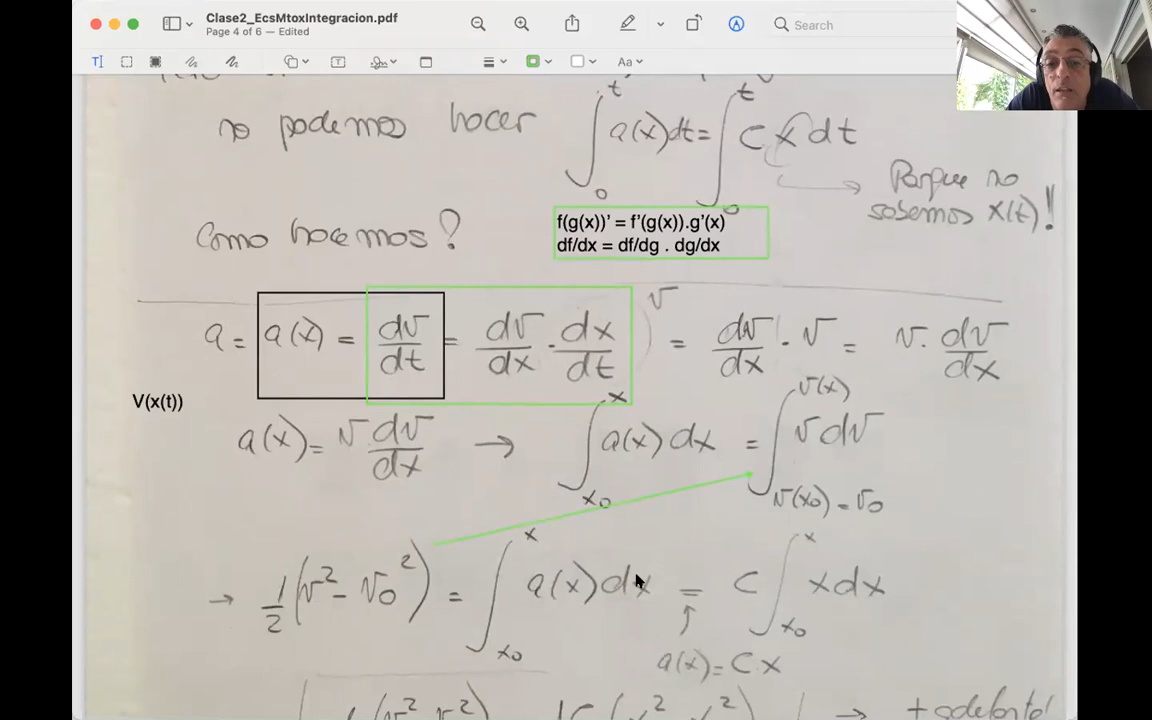 Clase2_EcsMtoxIntegracion.pdf
Page 4 of 6 — Edited
Search
Aa
no podemos hacer ∫₀ᵗ a(x)dt = ∫₀ᵗ C x dt
Porque no
sabemos x(t)!!
f(g(x))' = f'(g(x)).g'(x)
df/dx = df/dg . dg/dx
Como hacemos?
a = a(x) = dv/dt = dv/dx · dx/dt ) v = dv/dx · v = v · dv/dx
V(x(t))
a(x) = v dv/dx → ∫ₓ₀ˣ a(x) dx = ∫_{v(x₀)=v₀}^{v(x)} v dv
→ 1/2 (v² - v₀²) = ∫ₓ₀ˣ a(x) dx = C ∫ₓ₀ˣ x dx
↑
a(x) = C·x
→ + adelante